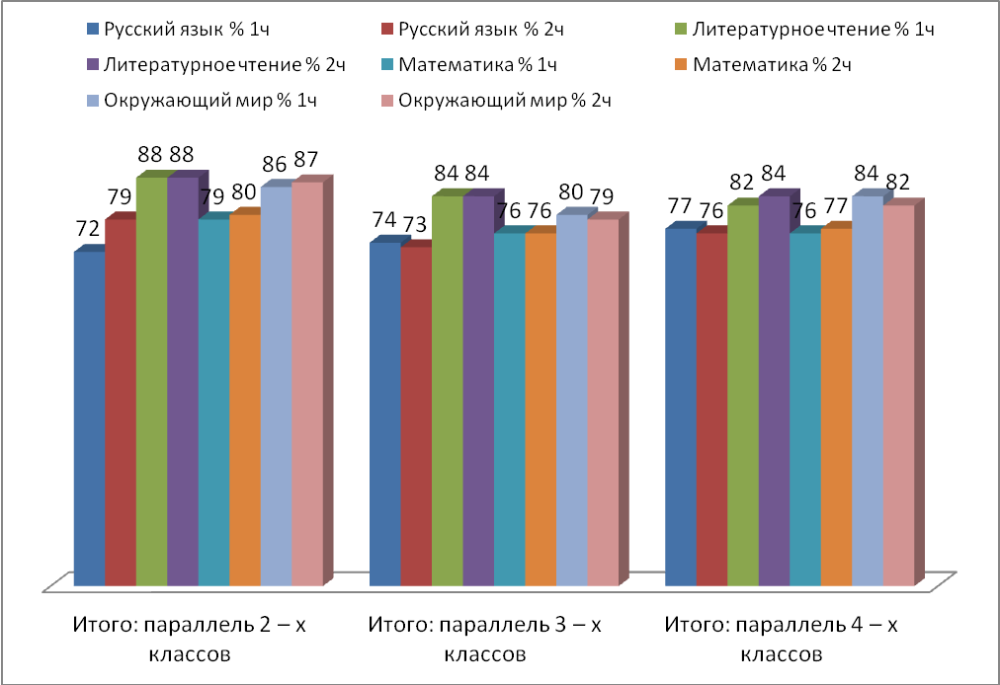 Русский язык % 1ч
Русский язык % 2ч
Литературное чтение % 1ч
Литературное чтение % 2ч
Математика % 1ч
Математика % 2ч
Окружающий мир % 1ч
Окружающий мир % 2ч
72 79 88 88 79 80 86 87
74 73 84 84 76 76 80 79
77 76 82 84 76 77 84 82
Итого: параллель 2 – х
классов
Итого: параллель 3 – х
классов
Итого: параллель 4 – х
классов